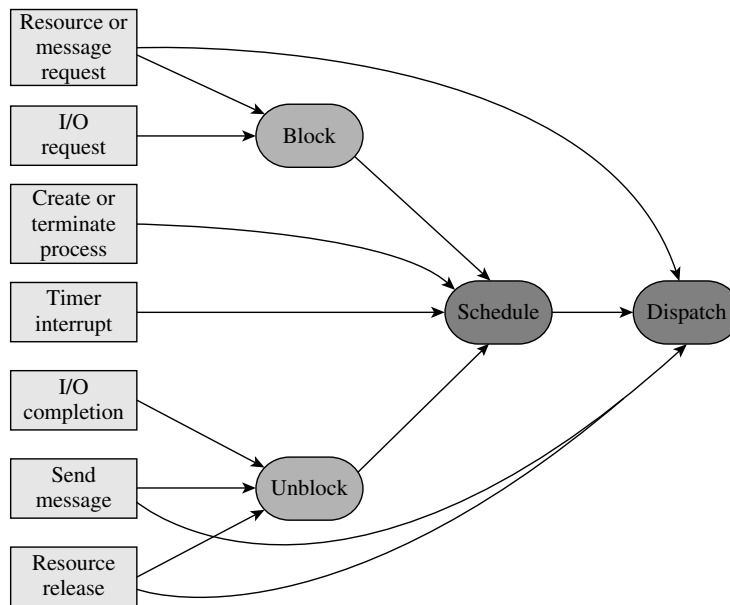 Resource or
message
request
I/O
request
Block
Create or
terminate
process
Timer
interrupt
Schedule
Dispatch
I/O
completion
Send
message
Unblock
Resource
release